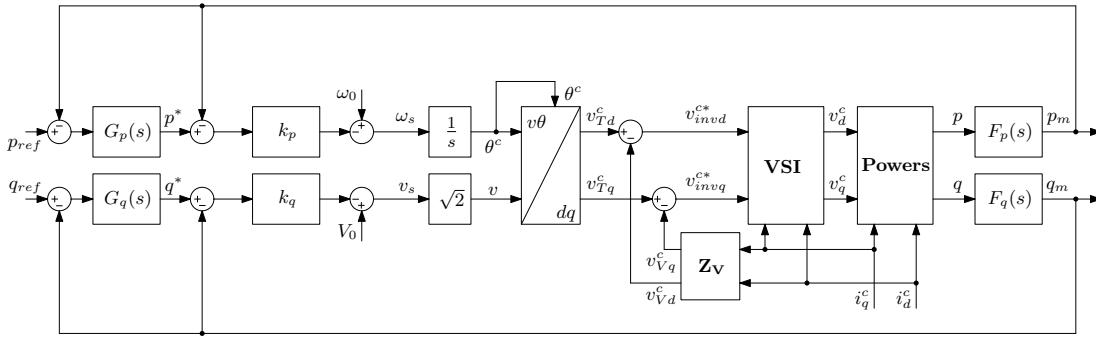 p_ref
+
−
G_p(s)
p*
+
−
k_p
ω_0
−
+
ω_s
1
s
θ^c
θ^c
vθ
dq
v^c_Td
+
−
v^c*_invd
VSI
v^c_d
Powers
p
F_p(s)
p_m
q_ref
+
−
G_q(s)
q*
+
−
k_q
−
−
V_0
v_s
√2
v
v^c_Tq
+
−
v^c*_invq
v^c_q
q
F_q(s)
q_m
v^c_Vq
v^c_Vd
Z_V
i^c_q
i^c_d